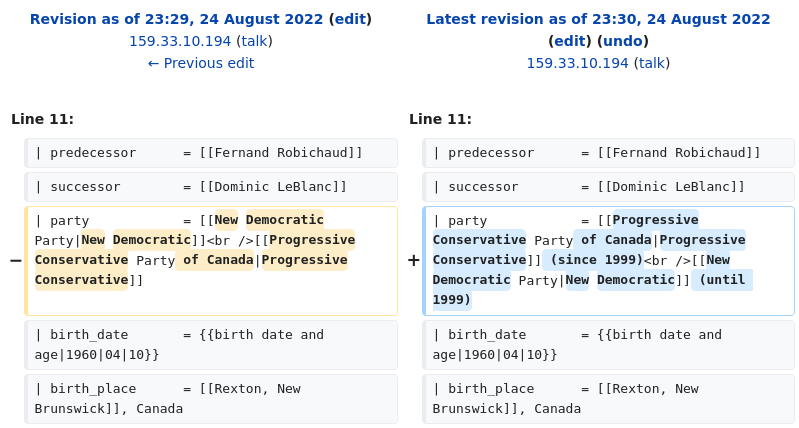 Revision as of 23:29, 24 August 2022 (edit)
159.33.10.194 (talk)
← Previous edit
Latest revision as of 23:30, 24 August 2022
(edit) (undo)
159.33.10.194 (talk)
Line 11:
Line 11:
| predecessor      = [[Fernand Robichaud]]
| predecessor      = [[Fernand Robichaud]]
| successor        = [[Dominic LeBlanc]]
| successor        = [[Dominic LeBlanc]]
−
| party            = [[New Democratic
Party|New Democratic]]<br />[[Progressive
Conservative Party of Canada|Progressive
Conservative]]
+
| party            = [[Progressive
Conservative Party of Canada|Progressive
Conservative]] (since 1999)<br />[[New
Democratic Party|New Democratic]] (until
1999)
| birth_date       = {{birth date and
age|1960|04|10}}
| birth_date       = {{birth date and
age|1960|04|10}}
| birth_place      = [[Rexton, New
Brunswick]], Canada
| birth_place      = [[Rexton, New
Brunswick]], Canada